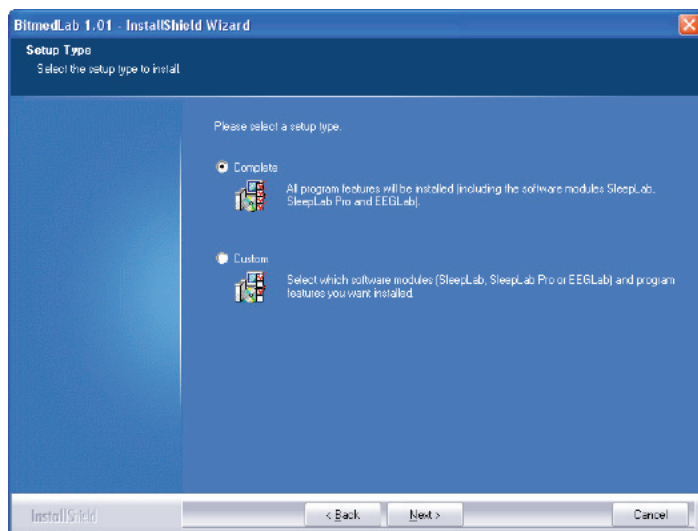 BitmedLab 1.01 - InstallShield Wizard
Setup Type
Select the setup type to install.
Please select a setup type.
Complete
All program features will be installed (including the software modules SleepLab,
SleepLab Pro and EEGLab).
Custom
Select which software modules (SleepLab, SleepLab Pro or EEGLab) and program
features you want installed.
InstallShield
< Back
Next >
Cancel